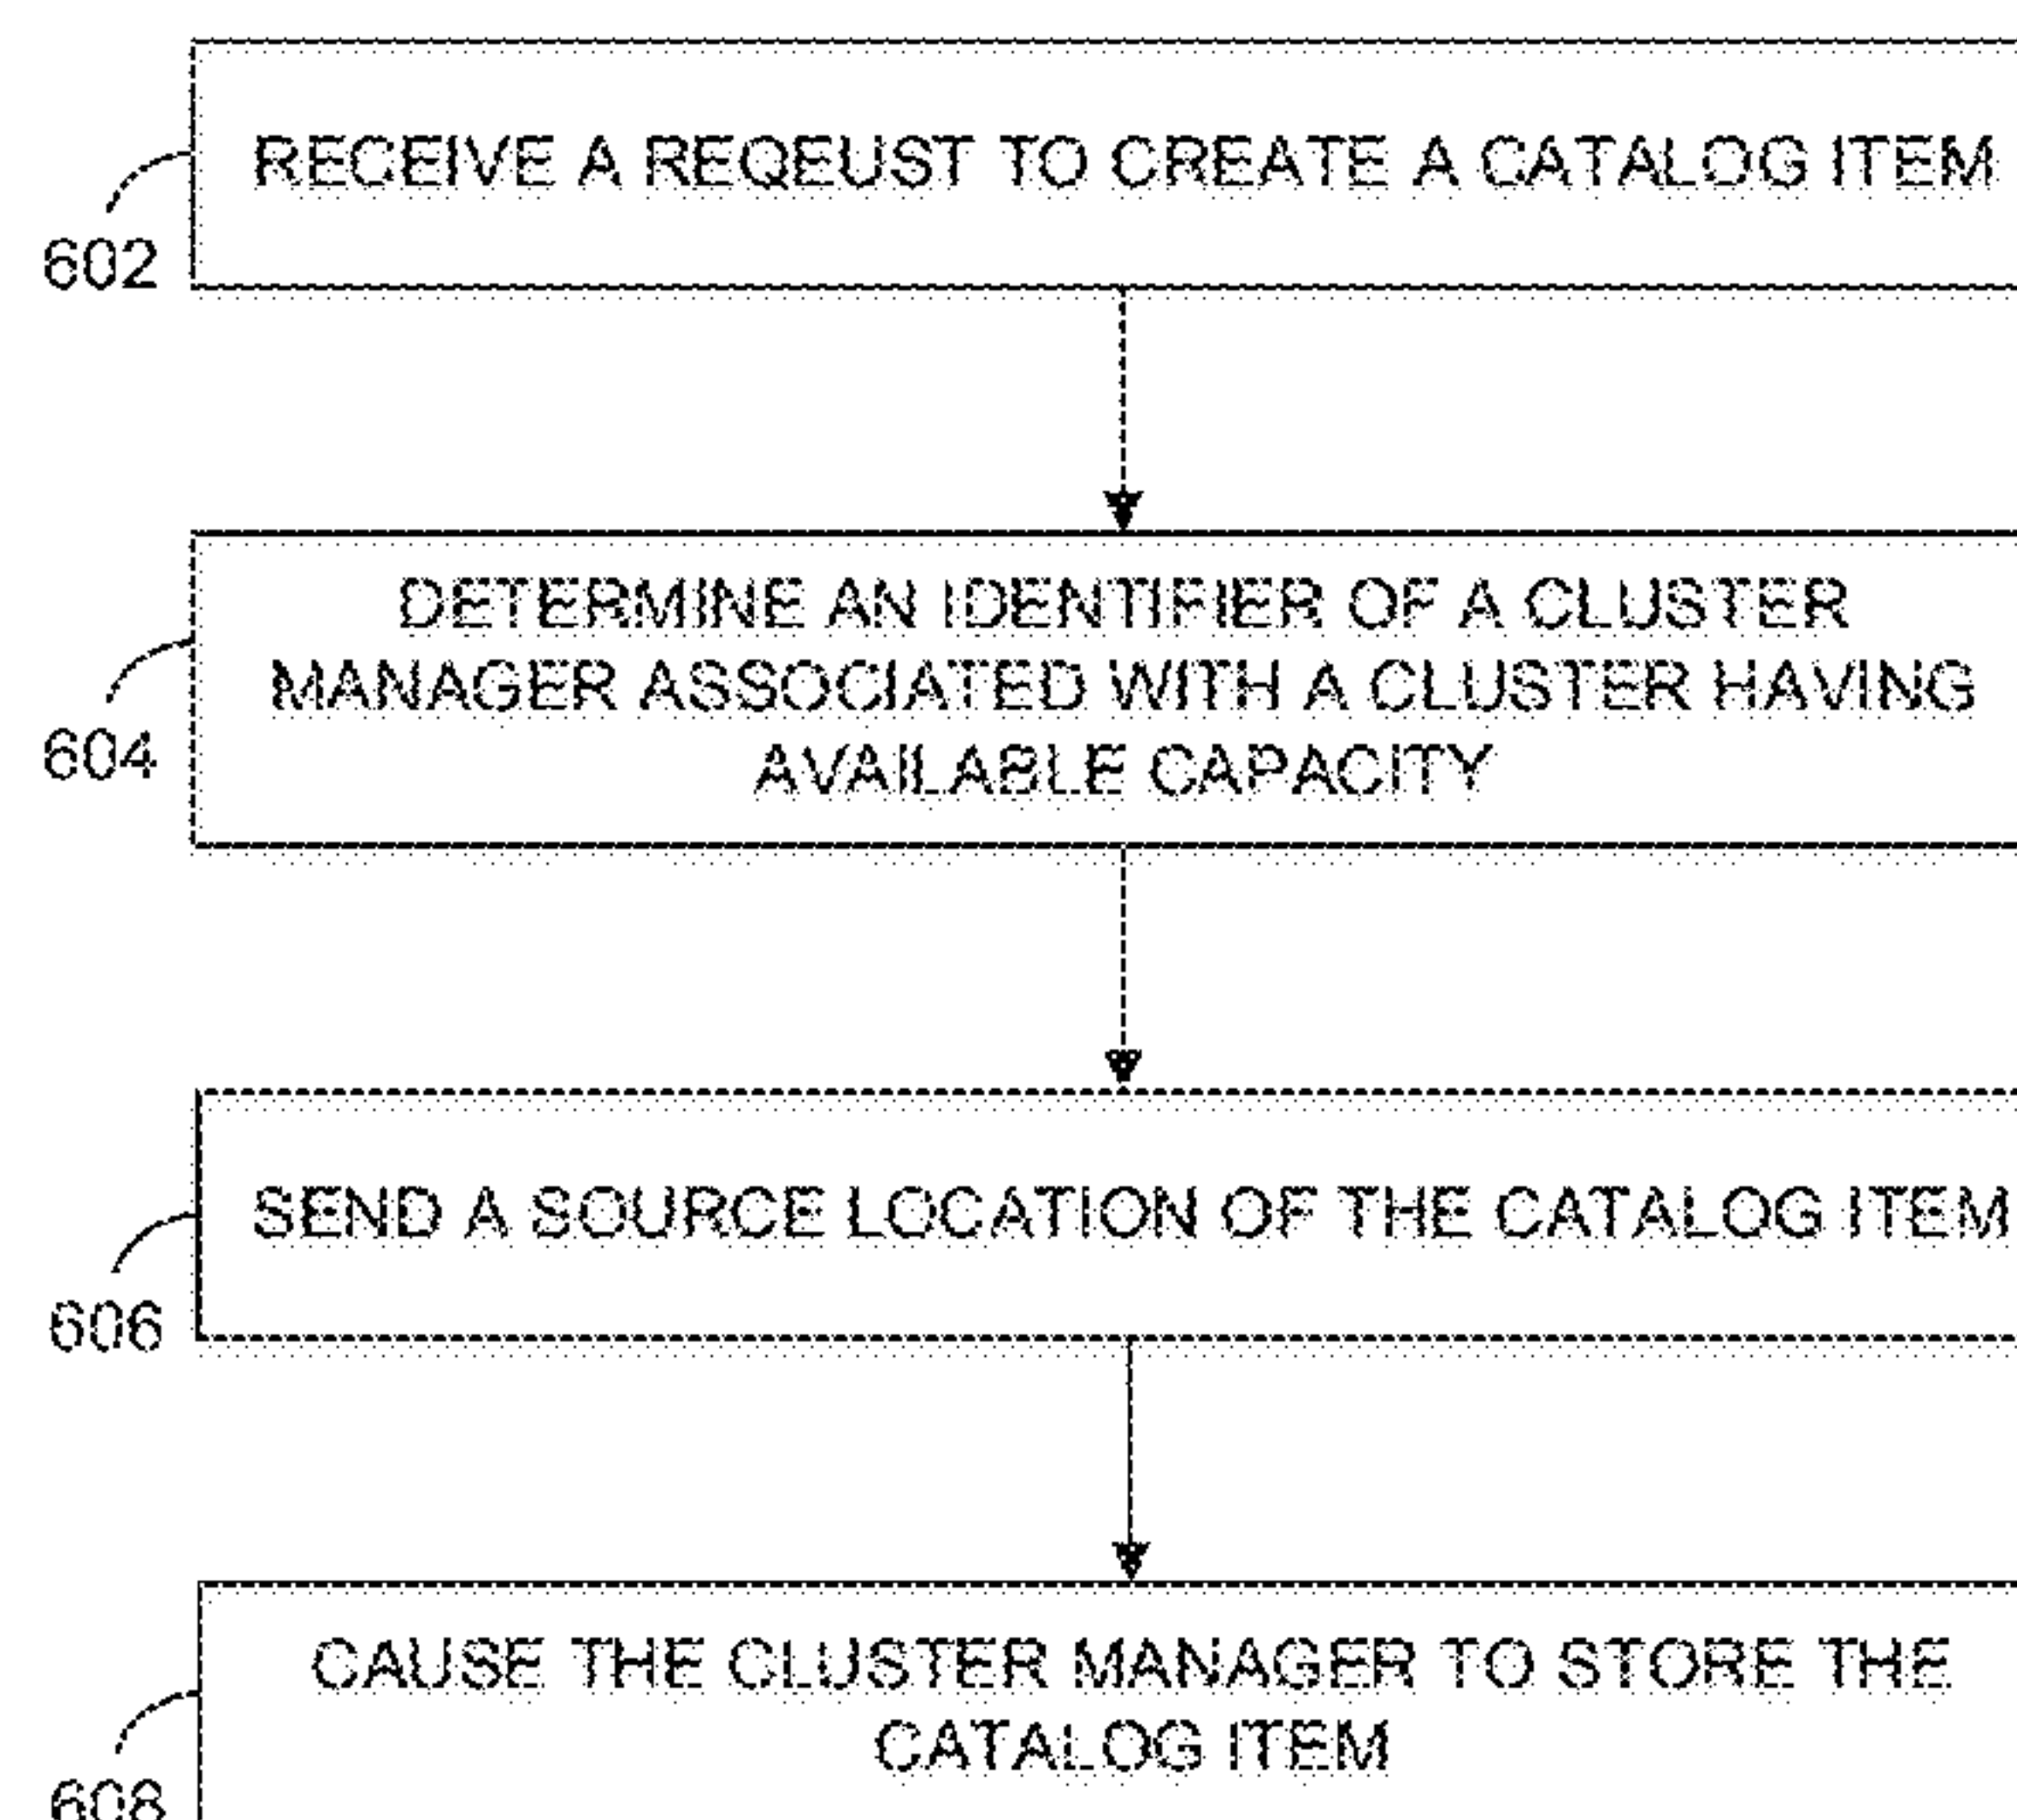 RECEIVE A REQEUST TO CREATE A CATALOG ITEM
602
DETERMINE AN IDENTIFIER OF A CLUSTER
MANAGER ASSOCIATED WITH A CLUSTER HAVING
AVAILABLE CAPACITY
604
SEND A SOURCE LOCATION OF THE CATALOG ITEM
606
CAUSE THE CLUSTER MANAGER TO STORE THE
CATALOG ITEM
608